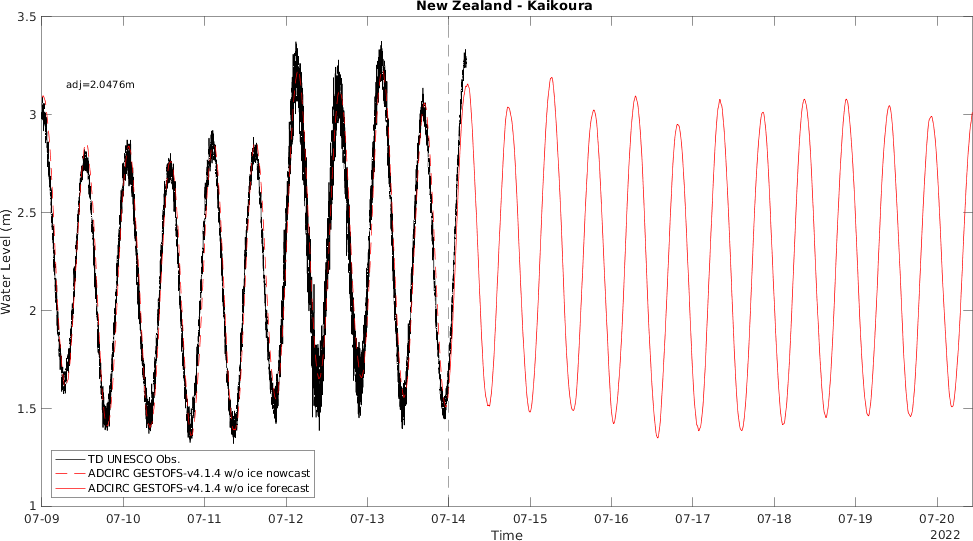 New Zealand - Kaikoura
3.5
adj=2.0476m
3
2.5
Water Level (m)
2
1.5
TD UNESCO Obs.
ADCIRC GESTOFS-v4.1.4 w/o ice nowcast
ADCIRC GESTOFS-v4.1.4 w/o ice forecast
1
07-09 07-10 07-11 07-12 07-13 07-14 07-15 07-16 07-17 07-18 07-19 07-20
Time
2022